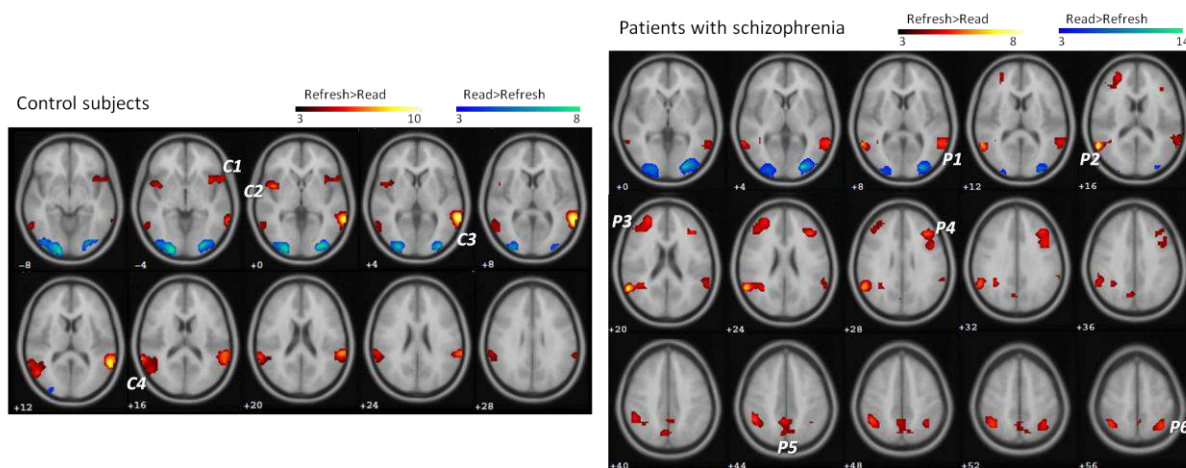 Control subjects
Refresh>Read
3 10
Read>Refresh
3 8
C1
C2
C3
−8 −4 +0 +4 +8
C4
+12 +16 +20 +24 +28
Patients with schizophrenia
Refresh>Read
3 8
Read>Refresh
3 14
P1
P2
+0 +4 +8 +12 +16
P3
P4
+20 +24 +28 +32 +36
P5
P6
+40 +44 +48 +52 +56